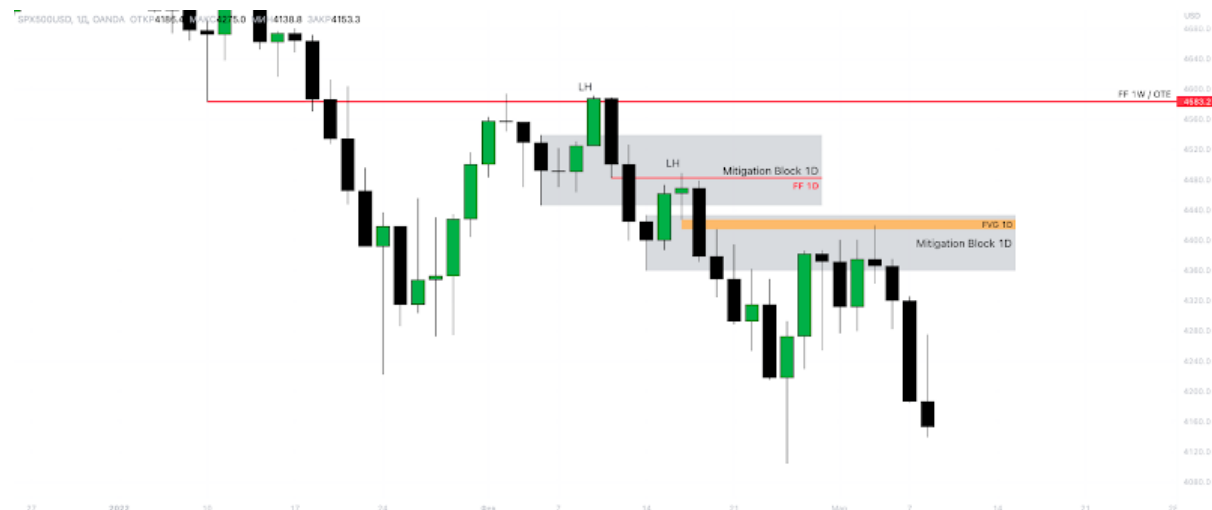 SPX500USD, 1Д, OANDA ОТКР4186.4 МАКС4275.0 МИН4138.8 ЗАКР4153.3
USD
4680.0
4640.0
LH
4600.0
FF 1W / OTE
4583.2
4560.0
4520.0
LH
Mitigation Block 1D
4480.0
FF 1D
4440.0
FVG 1D
4400.0
Mitigation Block 1D
4360.0
4320.0
4280.0
4240.0
4200.0
4160.0
4120.0
4080.0
27 2022 10 17 24 Фев 7 14 21 Мар 7 14 21 28